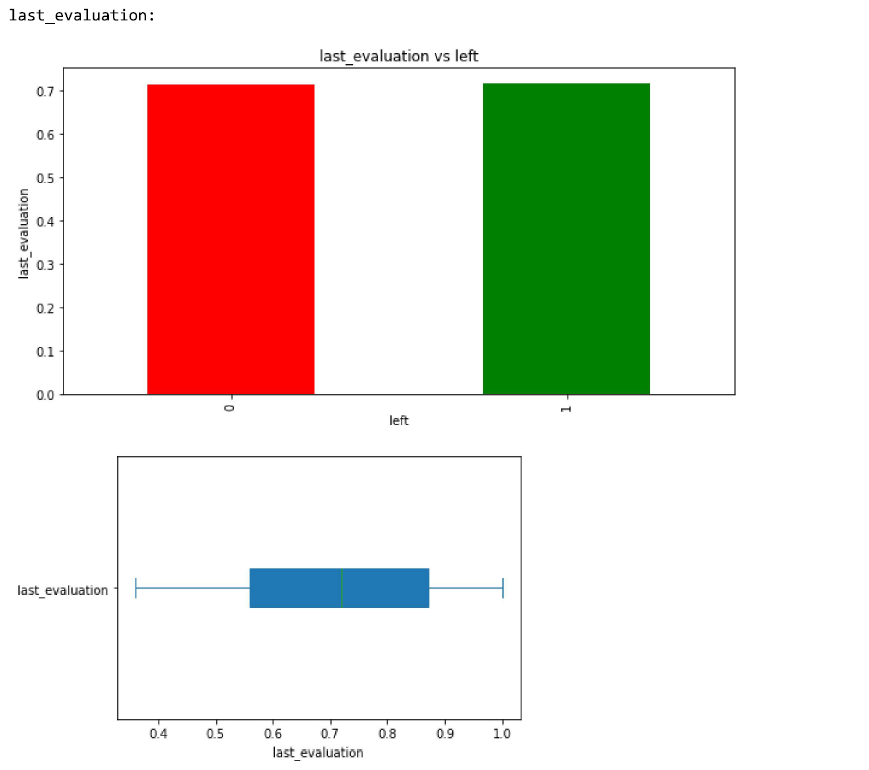 last_evaluation:
last_evaluation vs left
last_evaluation
0.7
0.6
0.5
0.4
0.3
0.2
0.1
0.0
0 1
left
last_evaluation
0.4 0.5 0.6 0.7 0.8 0.9 1.0
last_evaluation